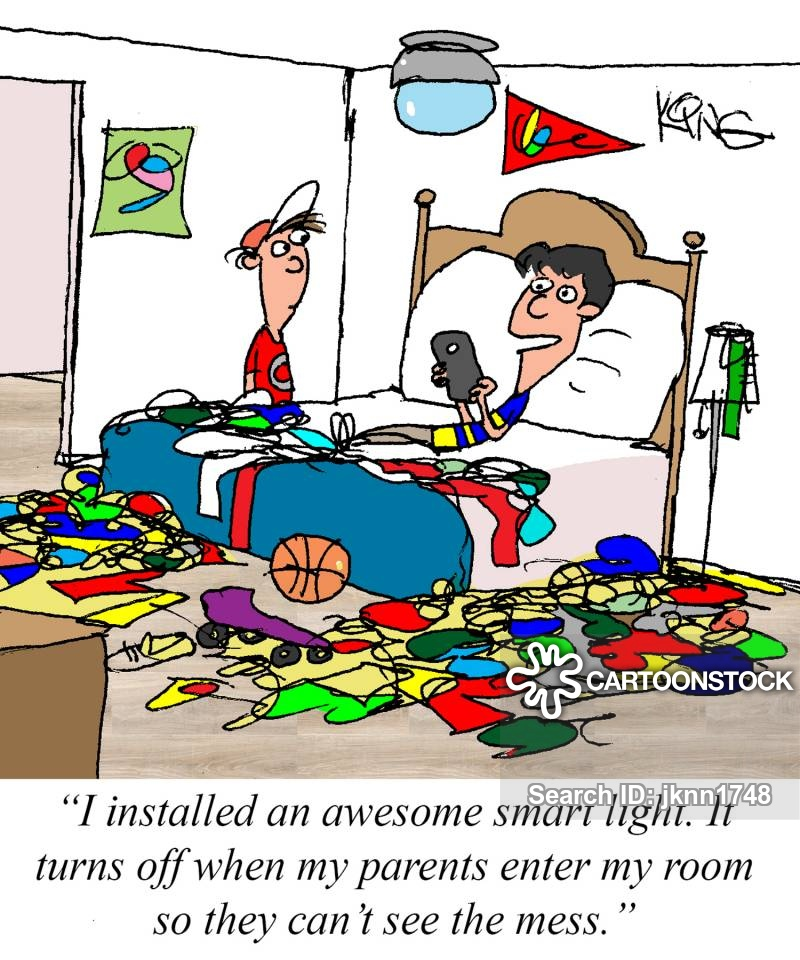 KING
CARTOONSTOCK
Search ID: jknn1748
“I installed an awesome smart light. It
turns off when my parents enter my room
so they can’t see the mess.”